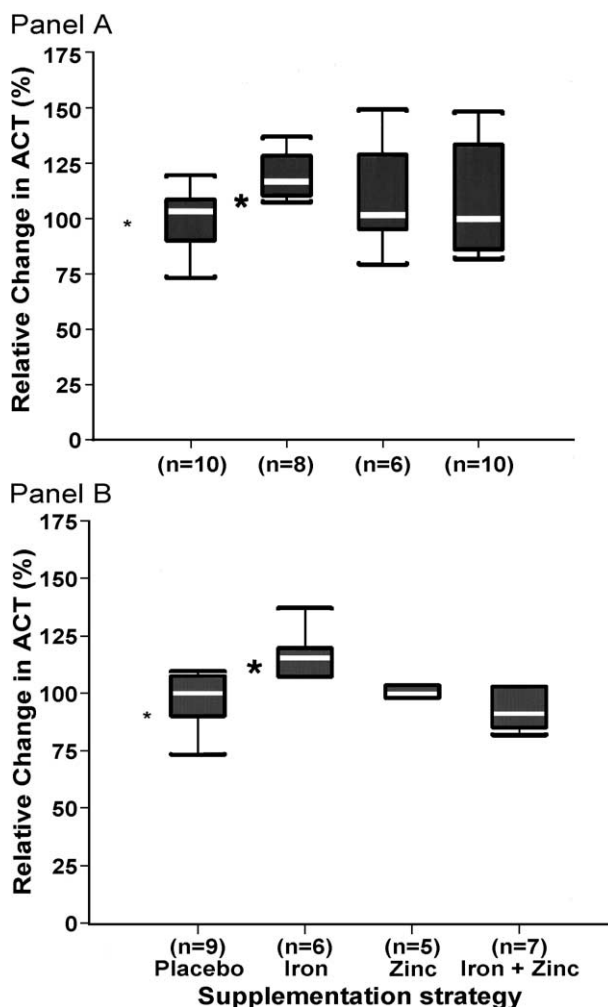 Panel A
Relative Change in ACT (%)
175
150
125
100
75
50
25
0
*
*
(n=10) (n=8) (n=6) (n=10)
Panel B
Relative Change in ACT (%)
175
150
125
100
75
50
25
0
*
*
(n=9) (n=6) (n=5) (n=7)
Placebo Iron Zinc Iron + Zinc
Supplementation strategy